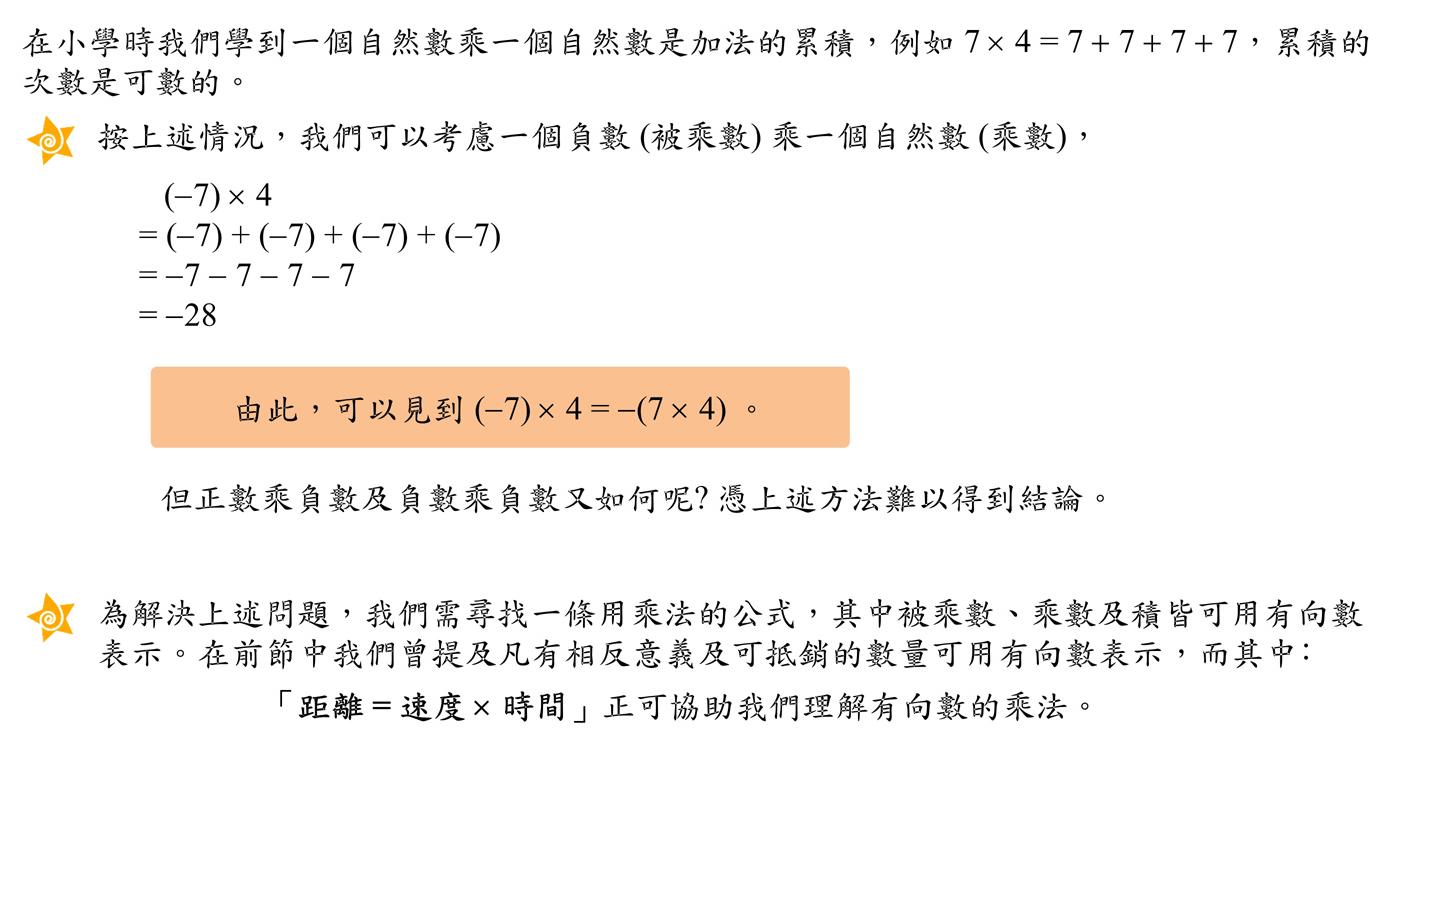 在小學時我們學到一個自然數乘一個自然數是加法的累積，例如 7 × 4 = 7 + 7 + 7 + 7，累積的
次數是可數的。
按上述情況，我們可以考慮一個負數 (被乘數) 乘一個自然數 (乘數)，
(–7) × 4
= (–7) + (–7) + (–7) + (–7)
= –7 – 7 – 7 – 7
= –28
由此，可以見到 (–7) × 4 = –(7 × 4) 。
但正數乘負數及負數乘負數又如何呢? 憑上述方法難以得到結論。
為解決上述問題，我們需尋找一條用乘法的公式，其中被乘數、乘數及積皆可用有向數
表示。在前節中我們曾提及凡有相反意義及可抵銷的數量可用有向數表示，而其中：
「距離 = 速度 × 時間」正可協助我們理解有向數的乘法。